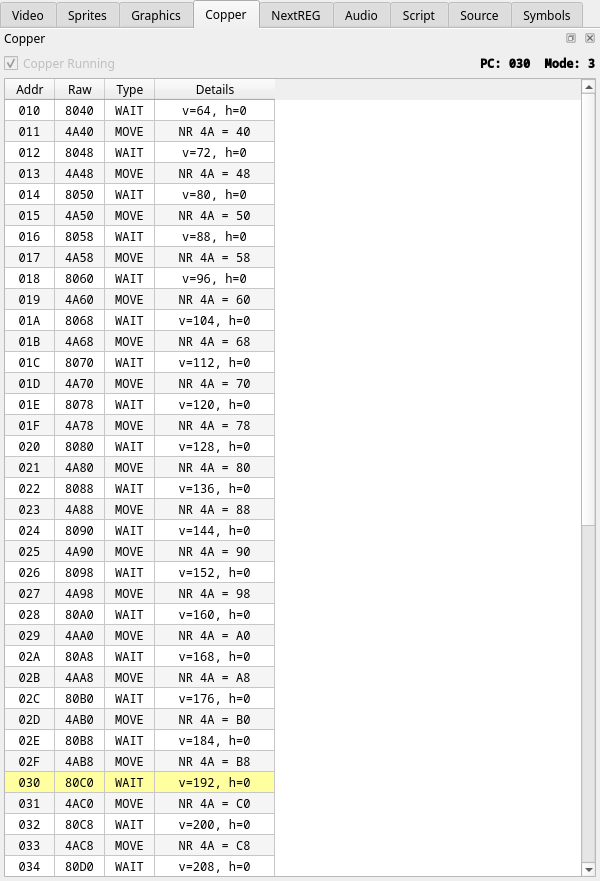 Video Sprites Graphics Copper NextREG Audio Script Source Symbols
Copper
Copper Running PC: 030 Mode: 3
Addr Raw Type Details
010 8040 WAIT v=64, h=0
011 4A40 MOVE NR 4A = 40
012 8048 WAIT v=72, h=0
013 4A48 MOVE NR 4A = 48
014 8050 WAIT v=80, h=0
015 4A50 MOVE NR 4A = 50
016 8058 WAIT v=88, h=0
017 4A58 MOVE NR 4A = 58
018 8060 WAIT v=96, h=0
019 4A60 MOVE NR 4A = 60
01A 8068 WAIT v=104, h=0
01B 4A68 MOVE NR 4A = 68
01C 8070 WAIT v=112, h=0
01D 4A70 MOVE NR 4A = 70
01E 8078 WAIT v=120, h=0
01F 4A78 MOVE NR 4A = 78
020 8080 WAIT v=128, h=0
021 4A80 MOVE NR 4A = 80
022 8088 WAIT v=136, h=0
023 4A88 MOVE NR 4A = 88
024 8090 WAIT v=144, h=0
025 4A90 MOVE NR 4A = 90
026 8098 WAIT v=152, h=0
027 4A98 MOVE NR 4A = 98
028 80A0 WAIT v=160, h=0
029 4AA0 MOVE NR 4A = A0
02A 80A8 WAIT v=168, h=0
02B 4AA8 MOVE NR 4A = A8
02C 80B0 WAIT v=176, h=0
02D 4AB0 MOVE NR 4A = B0
02E 80B8 WAIT v=184, h=0
02F 4AB8 MOVE NR 4A = B8
030 80C0 WAIT v=192, h=0
031 4AC0 MOVE NR 4A = C0
032 80C8 WAIT v=200, h=0
033 4AC8 MOVE NR 4A = C8
034 80D0 WAIT v=208, h=0